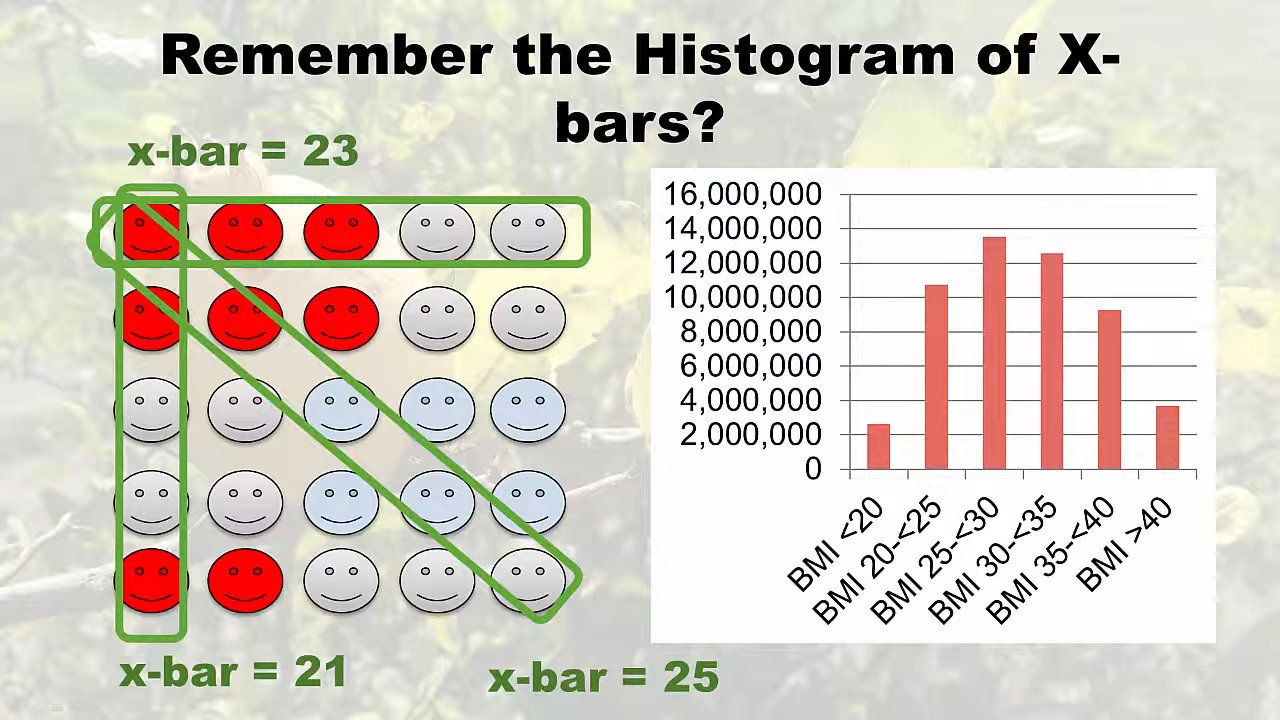 Remember the Histogram of X-
bars?
x-bar = 23
x-bar = 21
x-bar = 25
16,000,000
14,000,000
12,000,000
10,000,000
8,000,000
6,000,000
4,000,000
2,000,000
0
BMI <20
BMI 20-<25
BMI 25-<30
BMI 30-<35
BMI 35-<40
BMI >40